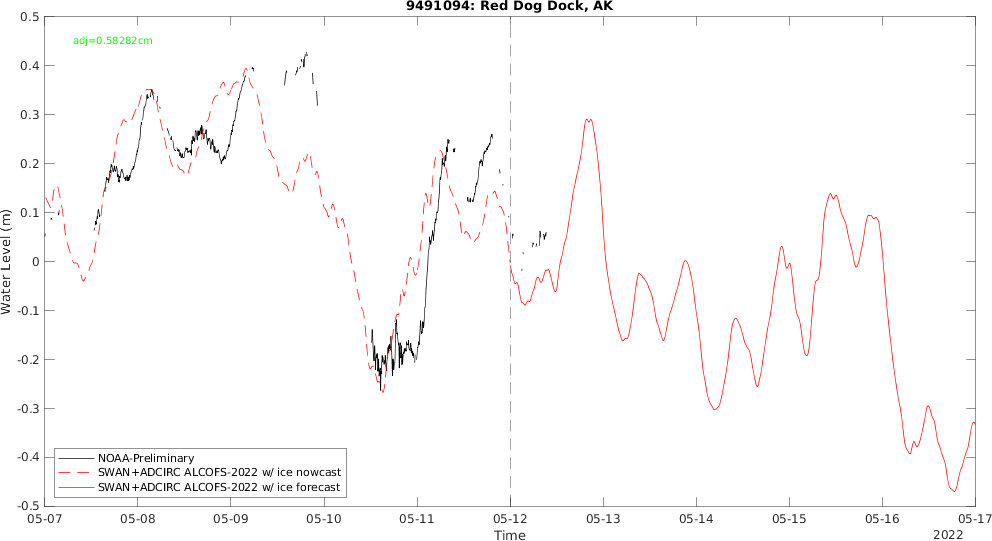 9491094: Red Dog Dock, AK
adj=0.58282cm
Water Level (m)
0.5
0.4
0.3
0.2
0.1
0
-0.1
-0.2
-0.3
-0.4
-0.5
NOAA-Preliminary
SWAN+ADCIRC ALCOFS-2022 w/ ice nowcast
SWAN+ADCIRC ALCOFS-2022 w/ ice forecast
05-07 05-08 05-09 05-10 05-11 05-12 05-13 05-14 05-15 05-16 05-17
Time
2022